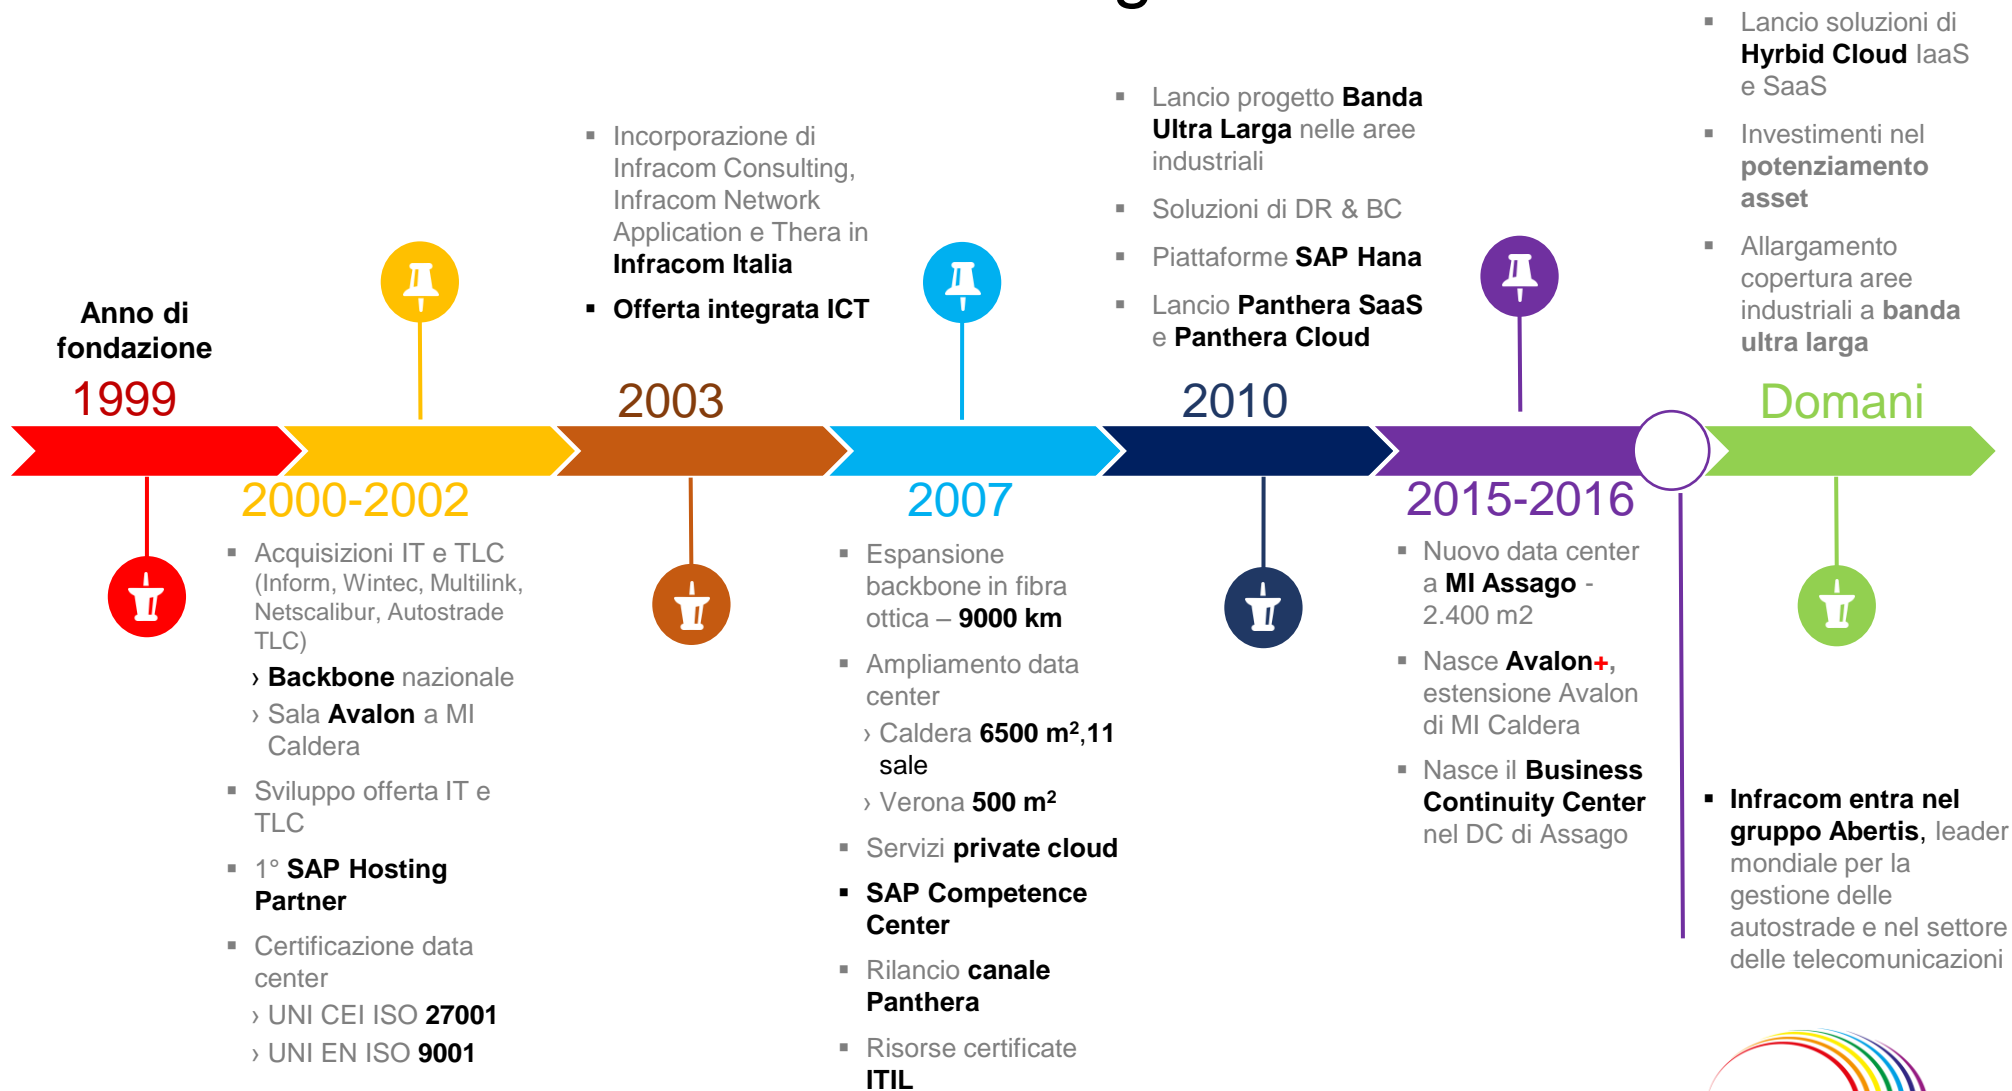 Anno di
fondazione
1999
2000-2002
▪ Acquisizioni IT e TLC
(Inform, Wintec, Multilink,
Netscalibur, Autostrade
TLC)
› Backbone nazionale
› Sala Avalon a MI
Caldera
▪ Sviluppo offerta IT e
TLC
▪ 1° SAP Hosting
Partner
▪ Certificazione data
center
› UNI CEI ISO 27001
› UNI EN ISO 9001
▪ Incorporazione di
Infracom Consulting,
Infracom Network
Application e Thera in
Infracom Italia
▪ Offerta integrata ICT
2003
2007
▪ Espansione
backbone in fibra
ottica – 9000 km
▪ Ampliamento data
center
› Caldera 6500 m²,11
sale
› Verona 500 m²
▪ Servizi private cloud
▪ SAP Competence
Center
▪ Rilancio canale
Panthera
▪ Risorse certificate
ITIL
▪ Lancio progetto Banda
Ultra Larga nelle aree
industriali
▪ Soluzioni di DR & BC
▪ Piattaforme SAP Hana
▪ Lancio Panthera SaaS
e Panthera Cloud
2010
2015-2016
▪ Nuovo data center
a MI Assago -
2.400 m2
▪ Nasce Avalon+,
estensione Avalon
di MI Caldera
▪ Nasce il Business
Continuity Center
nel DC di Assago
▪ Lancio soluzioni di
Hyrbid Cloud IaaS
e SaaS
▪ Investimenti nel
potenziamento
asset
▪ Allargamento
copertura aree
industriali a banda
ultra larga
Domani
▪ Infracom entra nel
gruppo Abertis, leader
mondiale per la
gestione delle
autostrade e nel settore
delle telecomunicazioni